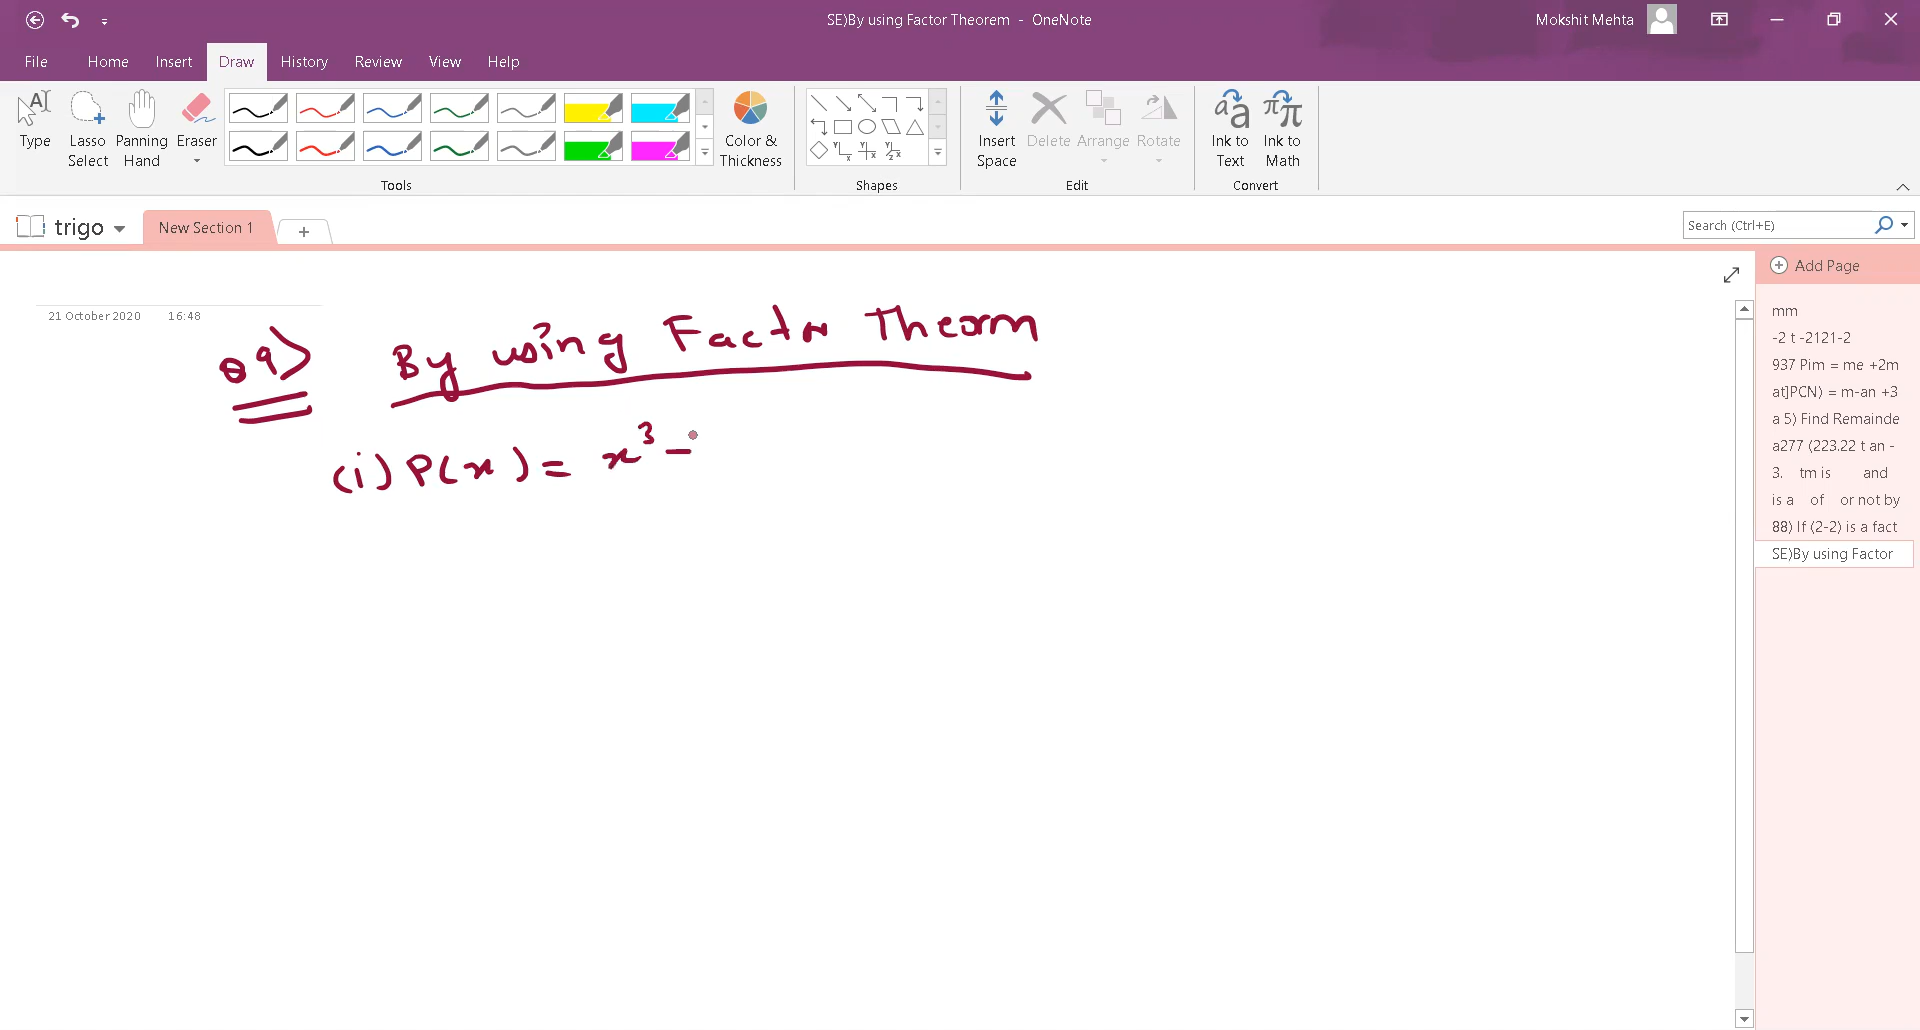 SE)By using Factor Theorem - OneNote
Mokshit Mehta
File Home Insert Draw History Review View Help
Type
Lasso Select
Panning Hand
Eraser
Color & Thickness
Insert Space
Delete
Arrange
Rotate
Ink to Text
Ink to Math
Tools
Shapes
Edit
Convert
trigo
New Section 1
+
Search (Ctrl+E)
Add Page
21 October 2020 16:48
Q9) By using Factor Theorm
(i) P(x) = x³ –
mm
-2 t -2121-2
937 Pim = me +2m
at]PCN) = m-an +3
a 5) Find Remainde
a277 (223.22 t an -
3. tm is and
is a of or not by
88) If (2-2) is a fact
SE)By using Factor